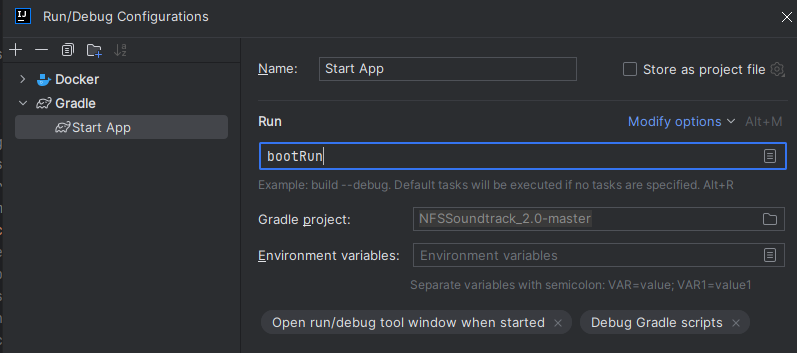 Run/Debug Configurations
Docker
Gradle
Start App
Name: Start App Store as project file
Run Modify options Alt+M
bootRun
Example: build --debug. Default tasks will be executed if no tasks are specified. Alt+R
Gradle project: NFSSoundtrack_2.0-master
Environment variables: Environment variables
Separate variables with semicolon: VAR=value; VAR1=value1
Open run/debug tool window when started × Debug Gradle scripts ×